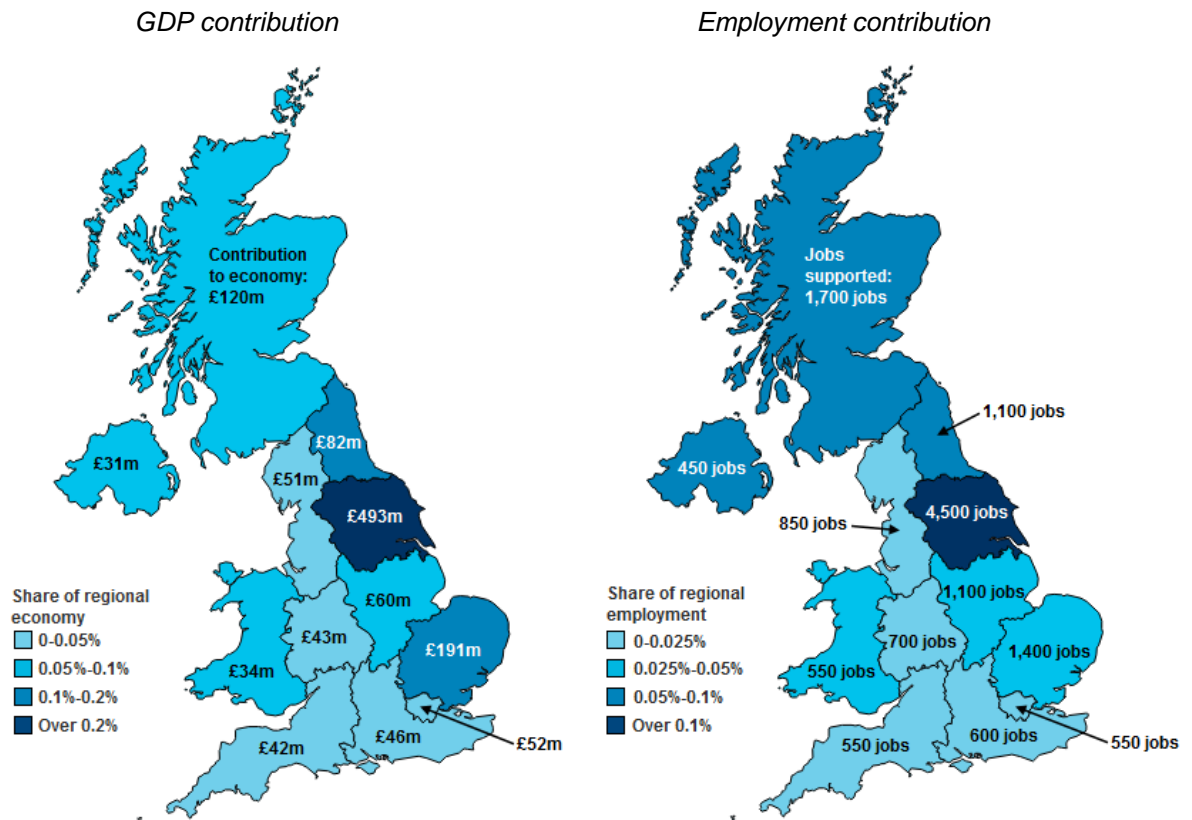 GDP contribution
Contribution
to economy:
£120m
£82m
£31m
£51m
£493m
£60m
£43m
£191m
£34m
£46m
£42m
£52m
Share of regional
economy
0-0.05%
0.05%-0.1%
0.1%-0.2%
Over 0.2%
Employment contribution
Jobs
supported:
1,700 jobs
1,100 jobs
450 jobs
4,500 jobs
850 jobs
1,100 jobs
700 jobs
1,400 jobs
550 jobs
600 jobs
550 jobs
550 jobs
Share of regional
employment
0-0.025%
0.025%-0.05%
0.05%-0.1%
Over 0.1%